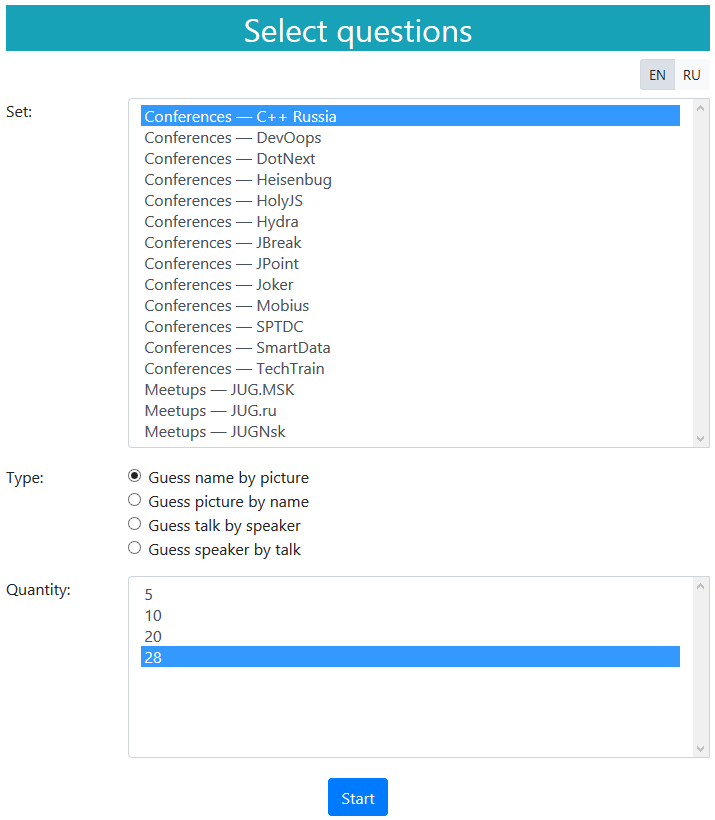 Select questions
EN RU
Set:
Conferences — C++ Russia
Conferences — DevOops
Conferences — DotNext
Conferences — Heisenbug
Conferences — HolyJS
Conferences — Hydra
Conferences — JBreak
Conferences — JPoint
Conferences — Joker
Conferences — Mobius
Conferences — SPTDC
Conferences — SmartData
Conferences — TechTrain
Meetups — JUG.MSK
Meetups — JUG.ru
Meetups — JUGNsk
Type:
Guess name by picture
Guess picture by name
Guess talk by speaker
Guess speaker by talk
Quantity:
5
10
20
28
Start